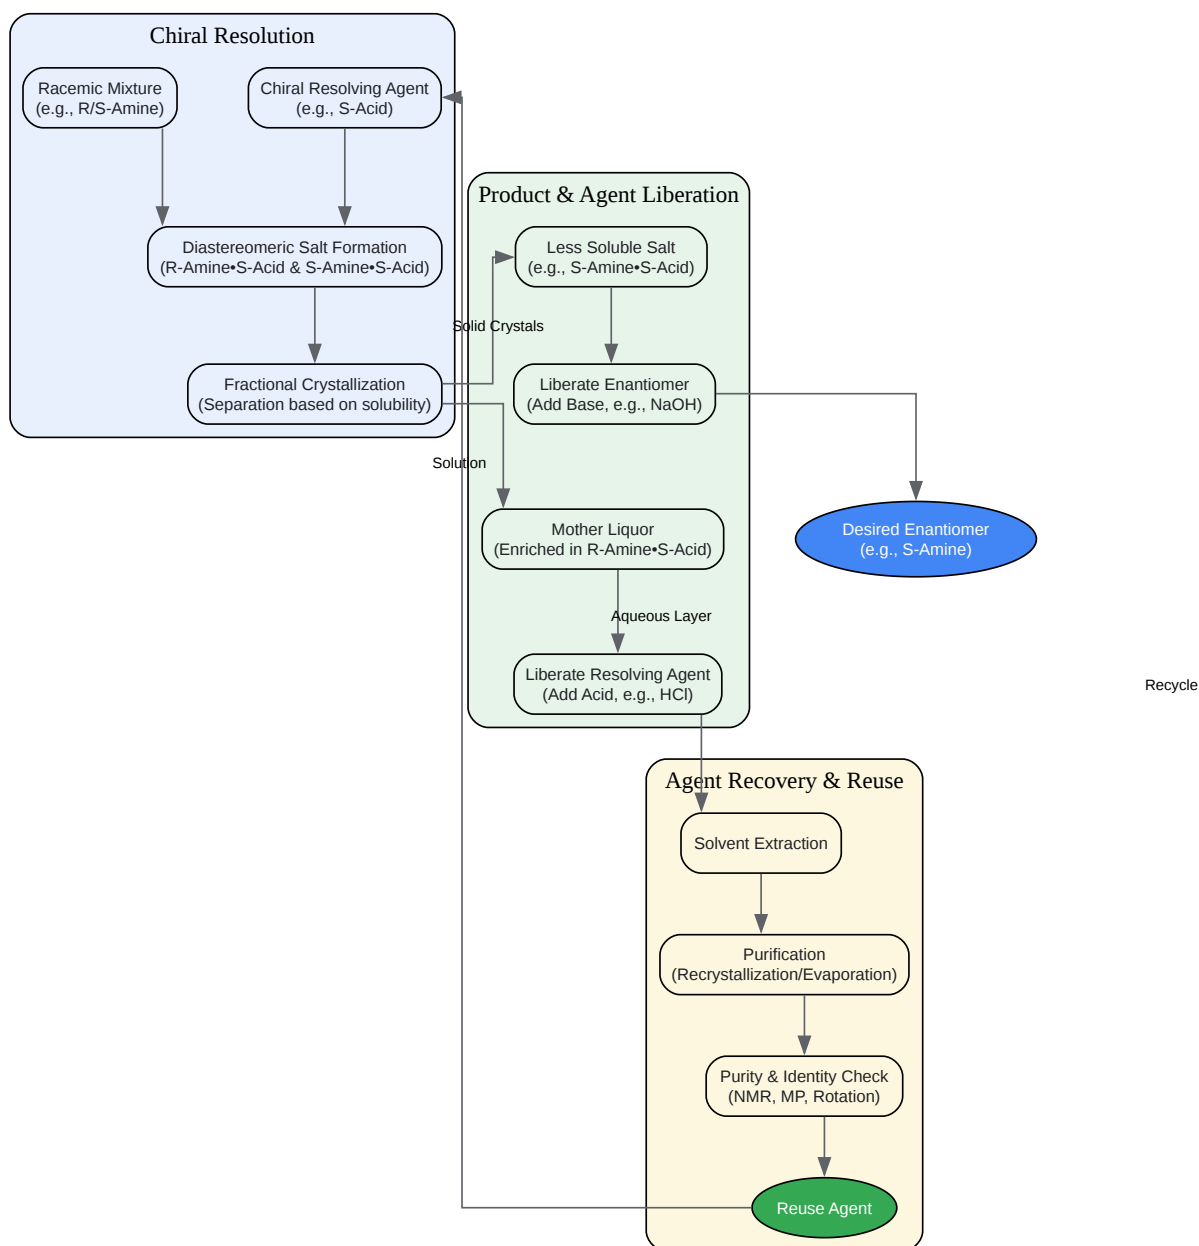 Chiral Resolution
Racemic Mixture
(e.g., R/S-Amine)
Chiral Resolving Agent
(e.g., S-Acid)
Diastereomeric Salt Formation
(R-Amine•S-Acid & S-Amine•S-Acid)
Fractional Crystallization
(Separation based on solubility)
Solid Crystals
Solution
Product & Agent Liberation
Less Soluble Salt
(e.g., S-Amine•S-Acid)
Liberate Enantiomer
(Add Base, e.g., NaOH)
Mother Liquor
(Enriched in R-Amine•S-Acid)
Aqueous Layer
Liberate Resolving Agent
(Add Acid, e.g., HCl)
Desired Enantiomer
(e.g., S-Amine)
Recycle
Agent Recovery & Reuse
Solvent Extraction
Purification
(Recrystallization/Evaporation)
Purity & Identity Check
(NMR, MP, Rotation)
Reuse Agent